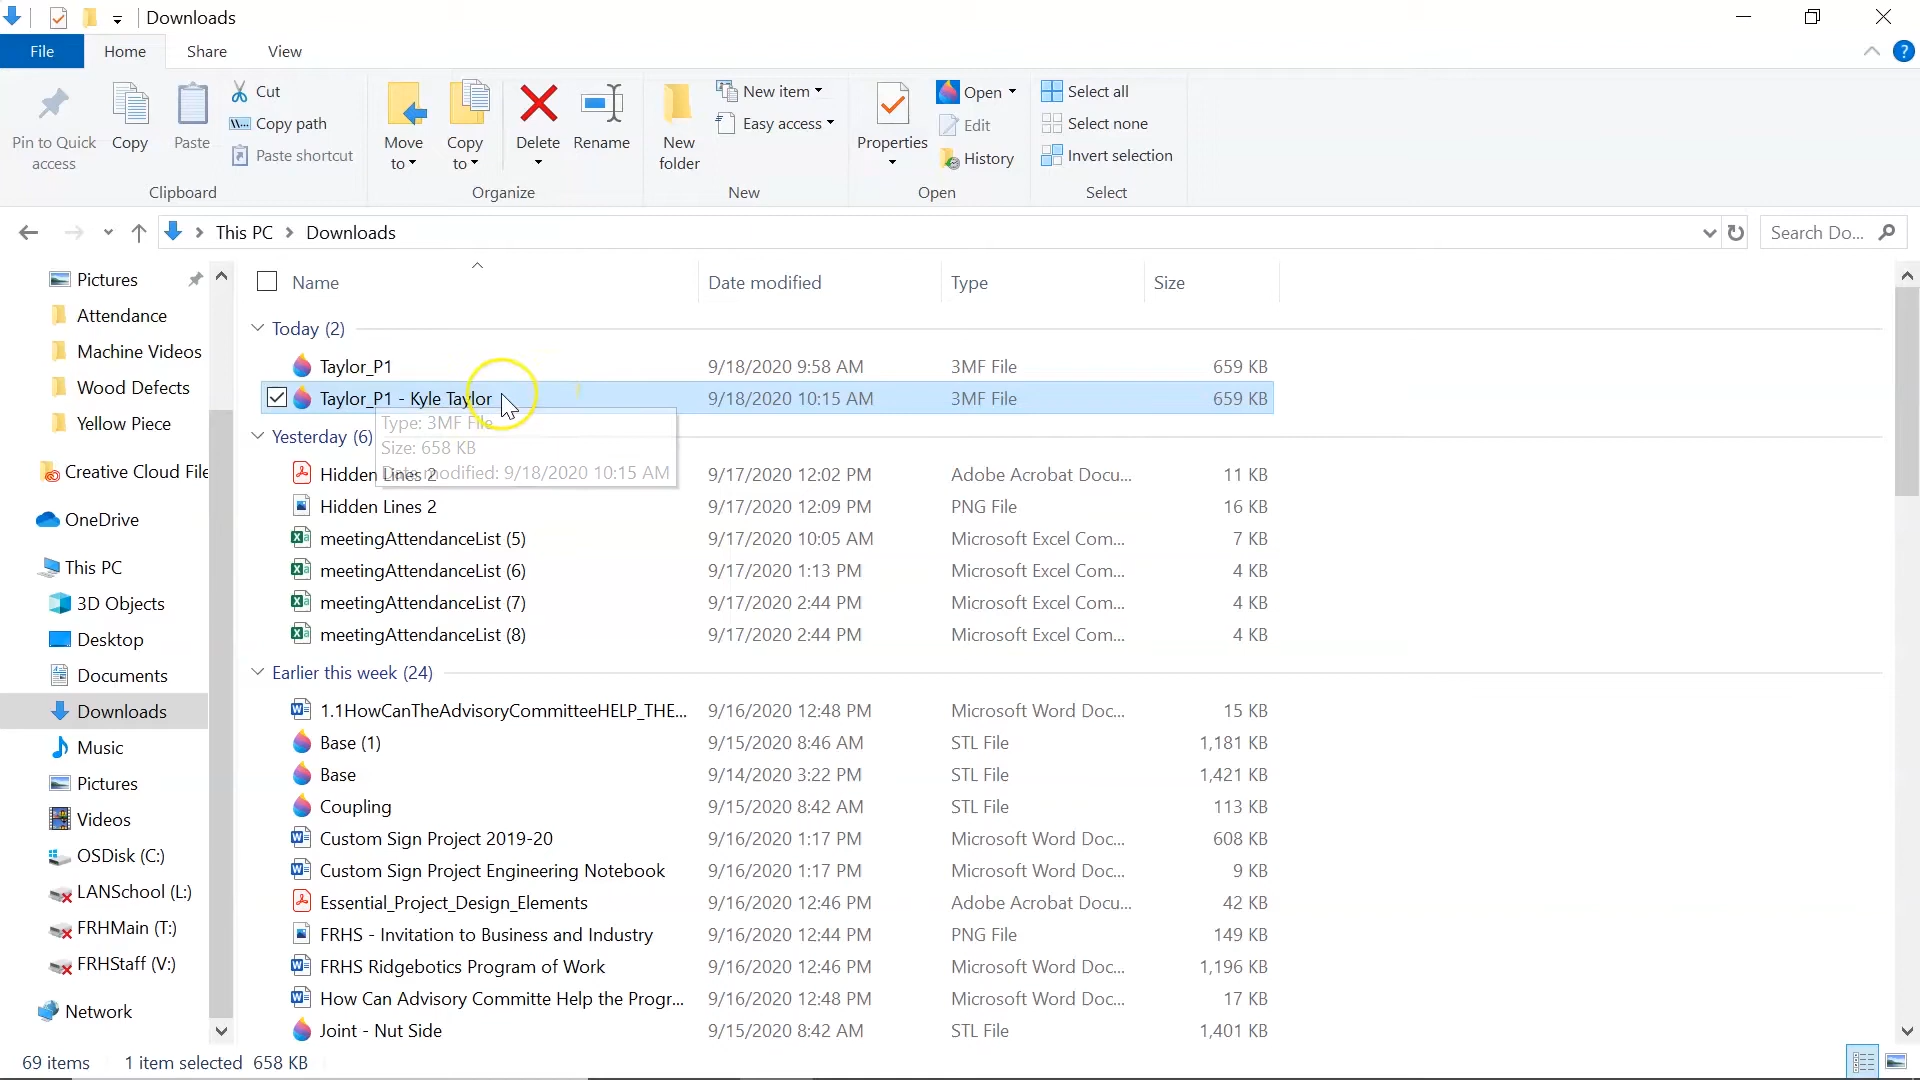 Downloads
File Home Share View
Pin to Quick access
Copy
Paste
Cut
Copy path
Paste shortcut
Clipboard
Move to
Copy to
Delete
Rename
Organize
New folder
New item
Easy access
New
Properties
Open
Edit
History
Open
Select all
Select none
Invert selection
Select
This PC Downloads
Search Do...
Pictures
Attendance
Machine Videos
Wood Defects
Yellow Piece
Creative Cloud File
OneDrive
This PC
3D Objects
Desktop
Documents
Downloads
Music
Pictures
Videos
OSDisk (C:)
LANSchool (L:)
FRHMain (T:)
FRHStaff (V:)
Network
Name Date modified Type Size
Today (2)
Taylor_P1 9/18/2020 9:58 AM 3MF File 659 KB
Taylor_P1 - Kyle Taylor 9/18/2020 10:15 AM 3MF File 659 KB
Type: 3MF File
Size: 658 KB
Date modified: 9/18/2020 10:15 AM
Yesterday (6)
Hidden Lines 2 9/17/2020 12:02 PM Adobe Acrobat Docu... 11 KB
Hidden Lines 2 9/17/2020 12:09 PM PNG File 16 KB
meetingAttendanceList (5) 9/17/2020 10:05 AM Microsoft Excel Com... 7 KB
meetingAttendanceList (6) 9/17/2020 1:13 PM Microsoft Excel Com... 4 KB
meetingAttendanceList (7) 9/17/2020 2:44 PM Microsoft Excel Com... 4 KB
meetingAttendanceList (8) 9/17/2020 2:44 PM Microsoft Excel Com... 4 KB
Earlier this week (24)
1.1HowCanTheAdvisoryCommitteeHELP_THE... 9/16/2020 12:48 PM Microsoft Word Doc... 15 KB
Base (1) 9/15/2020 8:46 AM STL File 1,181 KB
Base 9/14/2020 3:22 PM STL File 1,421 KB
Coupling 9/15/2020 8:42 AM STL File 113 KB
Custom Sign Project 2019-20 9/16/2020 1:17 PM Microsoft Word Doc... 608 KB
Custom Sign Project Engineering Notebook 9/16/2020 1:17 PM Microsoft Word Doc... 9 KB
Essential_Project_Design_Elements 9/16/2020 12:46 PM Adobe Acrobat Docu... 42 KB
FRHS - Invitation to Business and Industry 9/16/2020 12:44 PM PNG File 149 KB
FRHS Ridgebotics Program of Work 9/16/2020 12:46 PM Microsoft Word Doc... 1,196 KB
How Can Advisory Committe Help the Progr... 9/16/2020 12:48 PM Microsoft Word Doc... 17 KB
Joint - Nut Side 9/15/2020 8:42 AM STL File 1,401 KB
69 items 1 item selected 658 KB